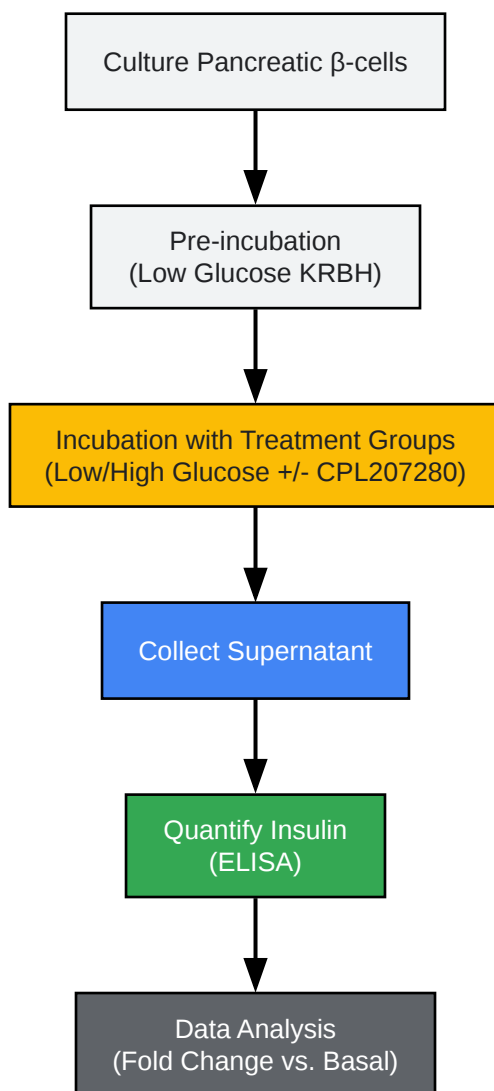 Culture Pancreatic β-cells
Pre-incubation
(Low Glucose KRBH)
Incubation with Treatment Groups
(Low/High Glucose +/- CPL207280)
Collect Supernatant
Quantify Insulin
(ELISA)
Data Analysis
(Fold Change vs. Basal)